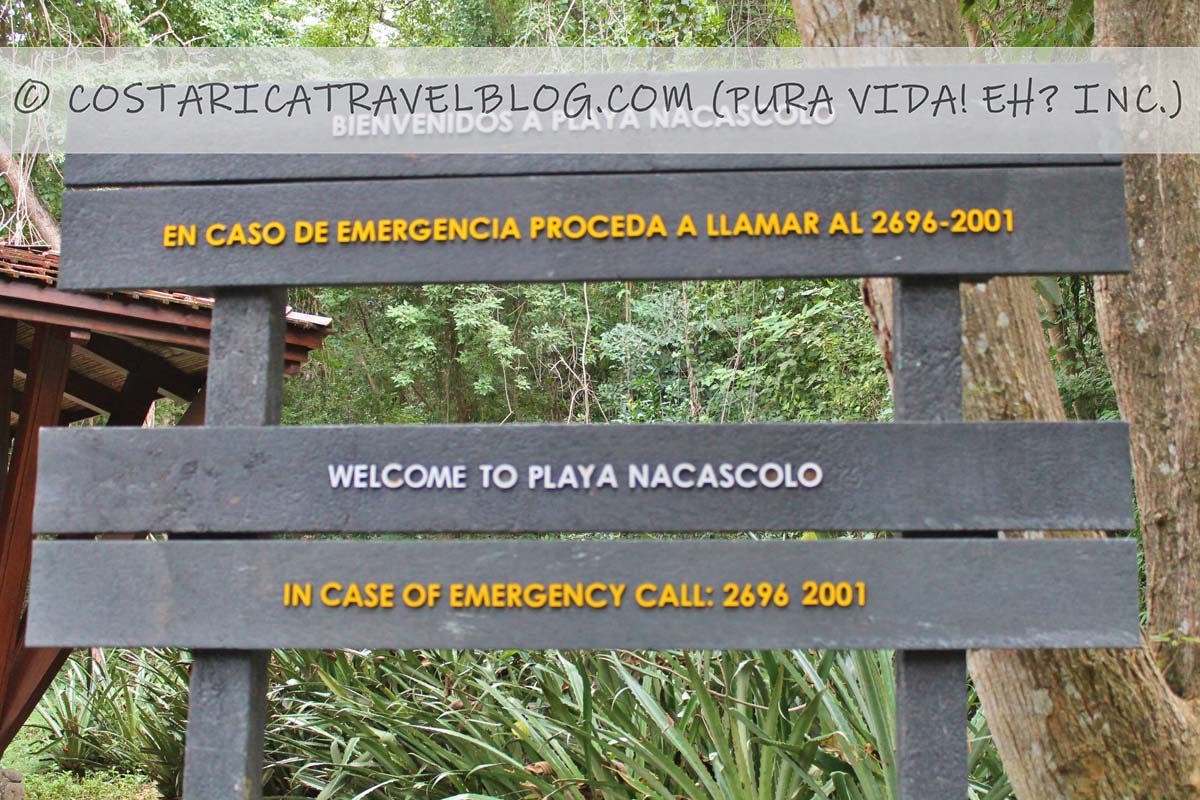 © COSTARICATRAVELBLOG.COM (PURA VIDA! EH? INC.)
BIENVENIDOS A PLAYA NACASCOLO
EN CASO DE EMERGENCIA PROCEDA A LLAMAR AL 2696-2001
WELCOME TO PLAYA NACASCOLO
IN CASE OF EMERGENCY CALL: 2696 2001